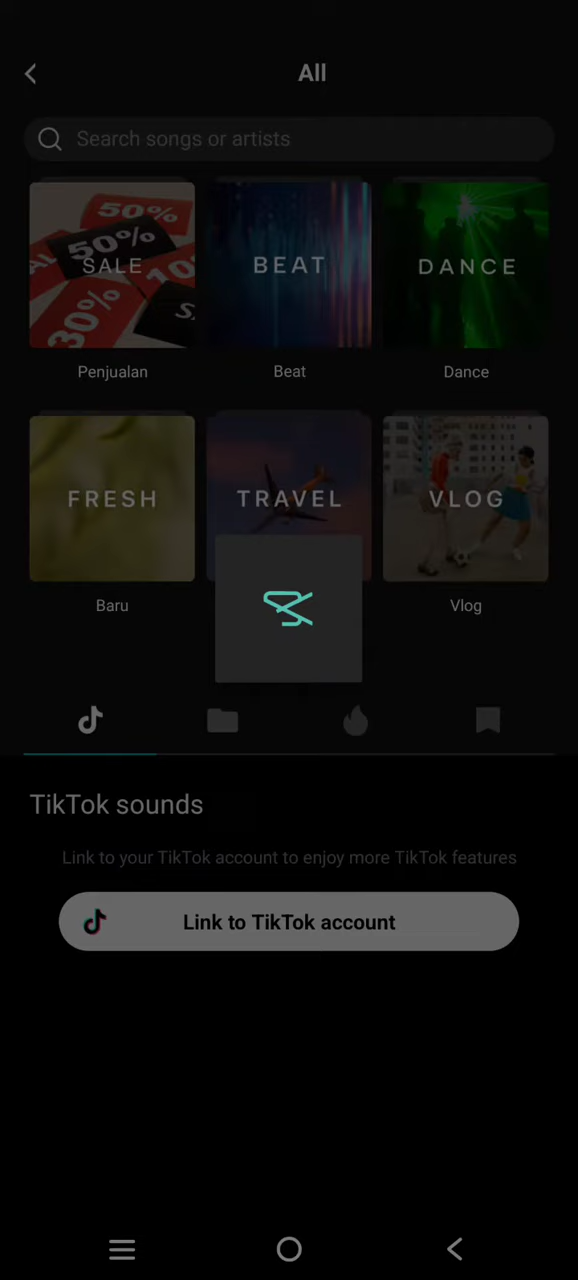 All
Search songs or artists
50%
50%
SALE
30%
BEAT
DANCE
Penjualan
Beat
Dance
FRESH
TRAVEL
VLOG
Baru
Vlog
TikTok sounds
Link to your TikTok account to enjoy more TikTok features
Link to TikTok account